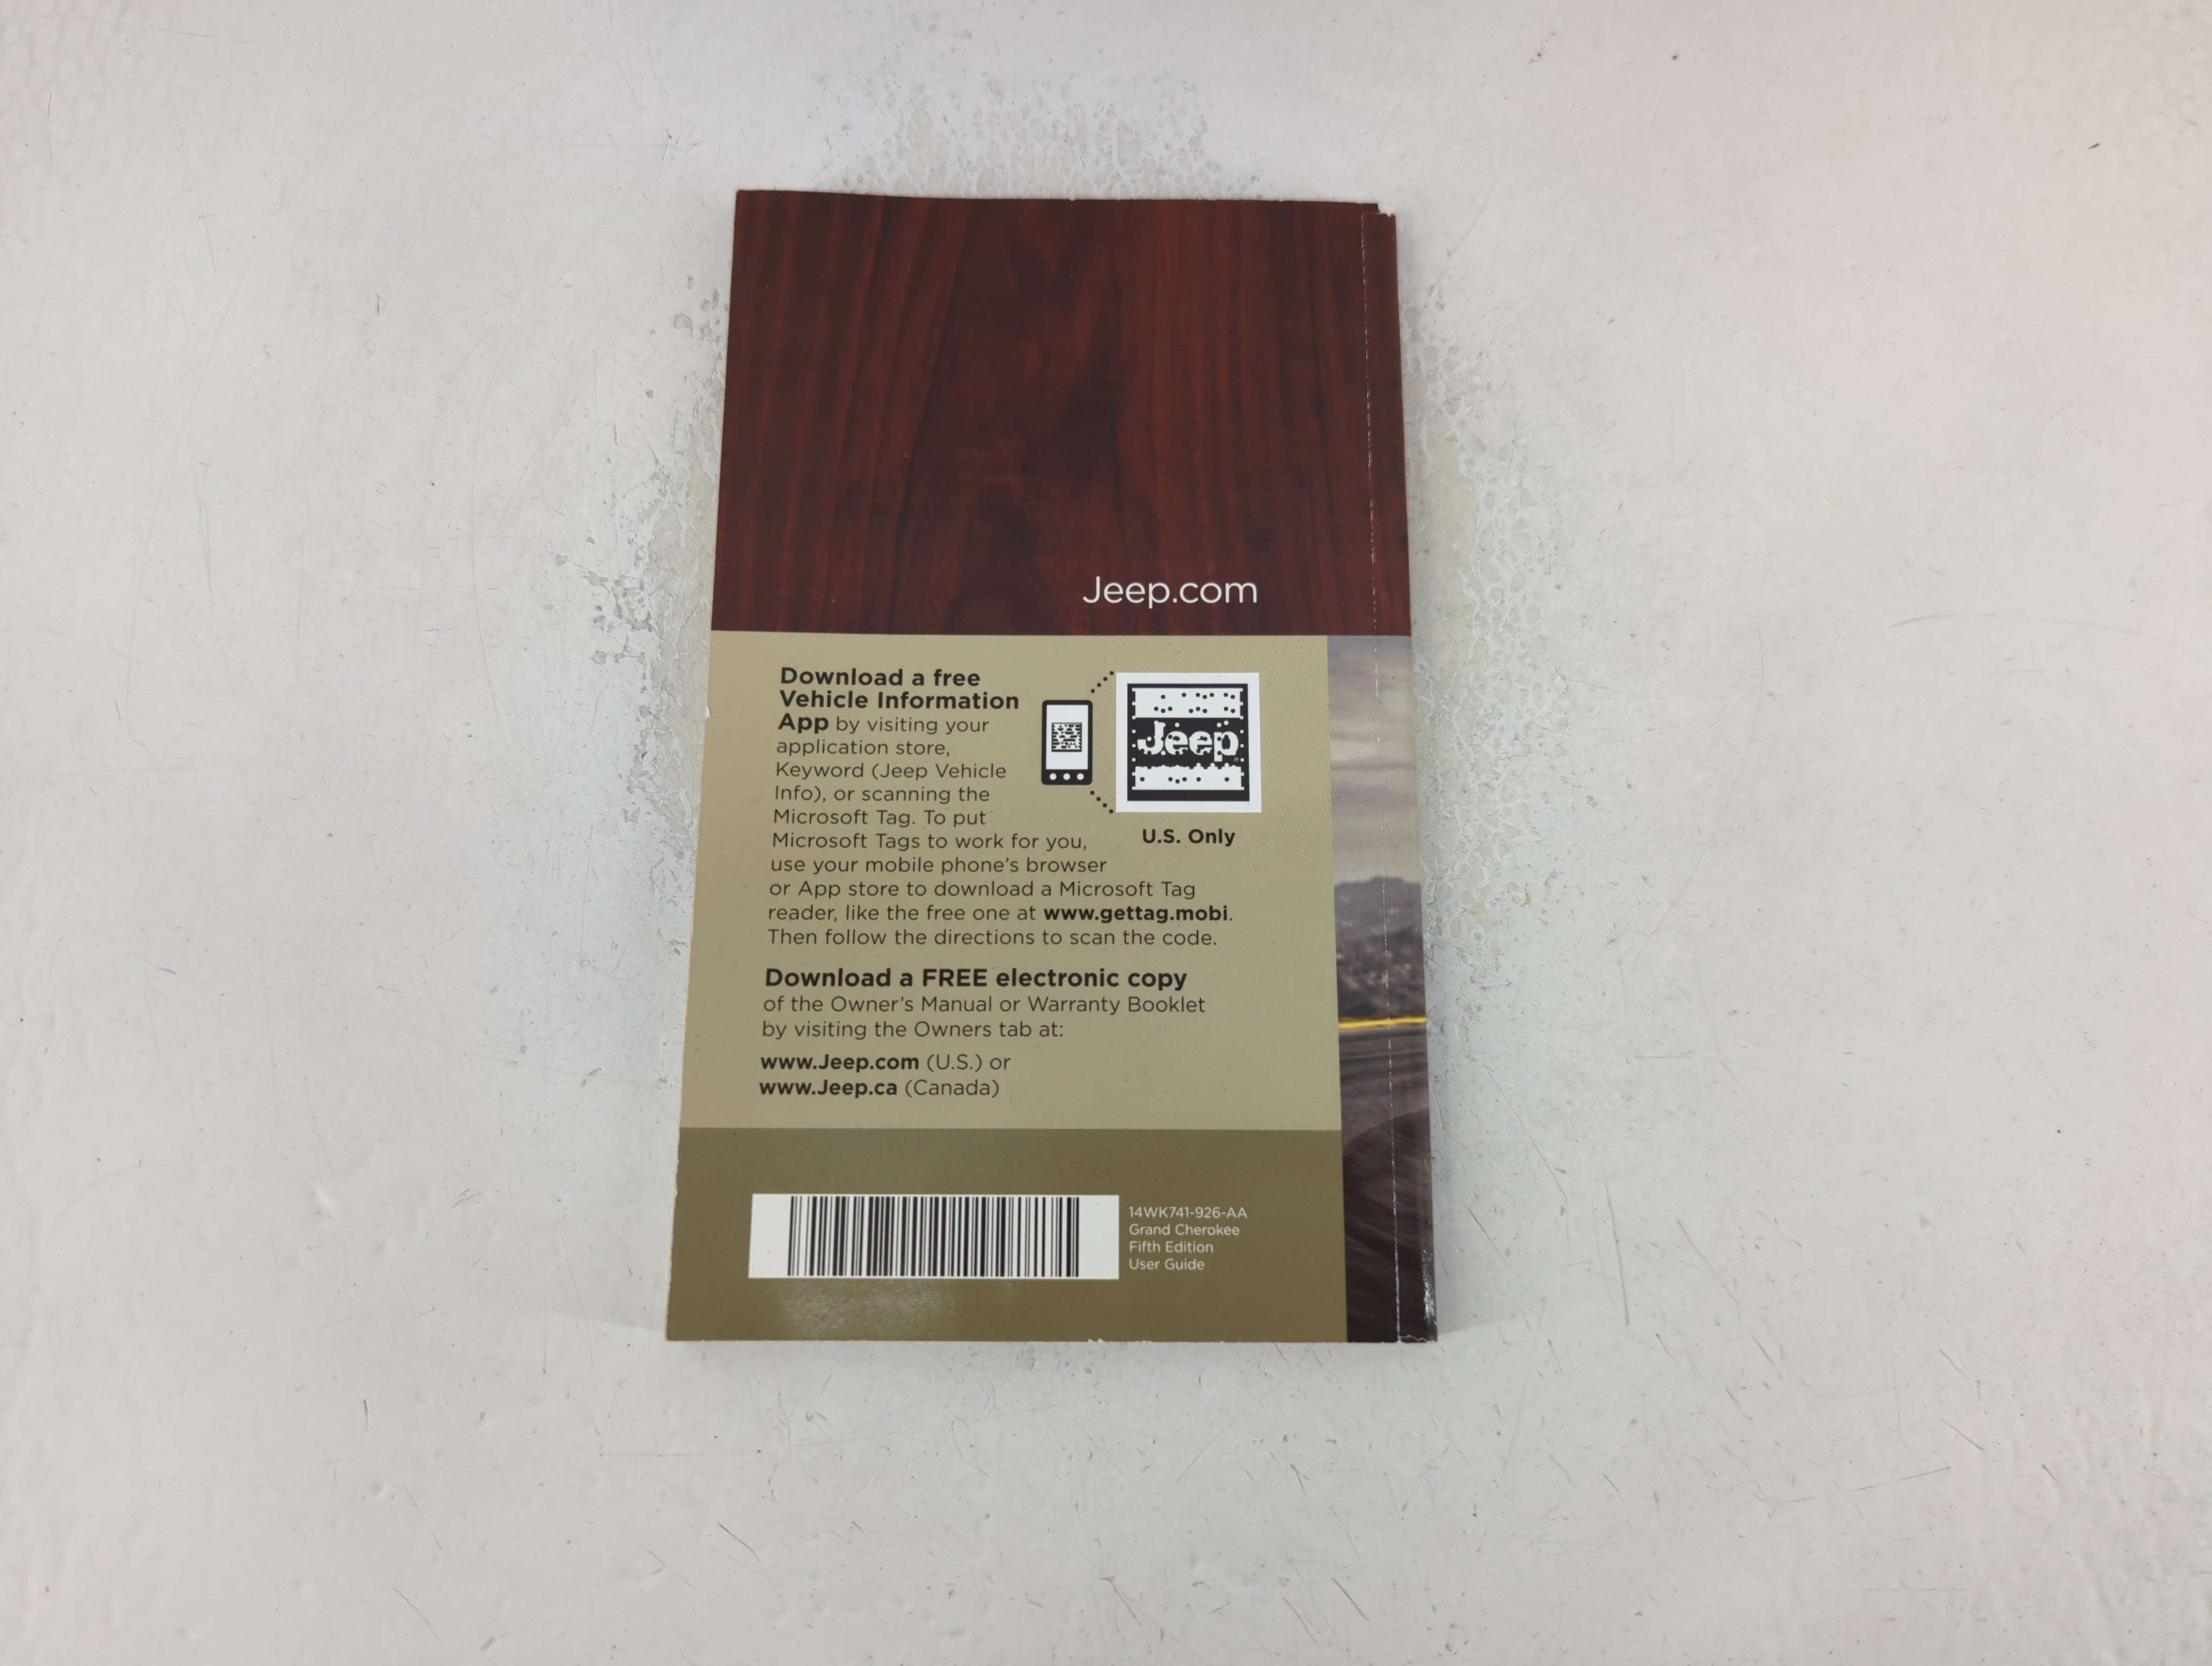 Jeep.com
Download a free
Vehicle Information
App by visiting your
application store,
Keyword (Jeep Vehicle
Info), or scanning the
Microsoft Tag. To put
Microsoft Tags to work for you,
use your mobile phone's browser
or App store to download a Microsoft Tag
reader, like the free one at www.gettag.mobi.
Then follow the directions to scan the code.
Jeep
U.S. Only
Download a FREE electronic copy
of the Owner's Manual or Warranty Booklet
by visiting the Owners tab at:
www.Jeep.com (U.S.) or
www.Jeep.ca (Canada)
14WK741-926-AA
Grand Cherokee
Fifth Edition
User Guide